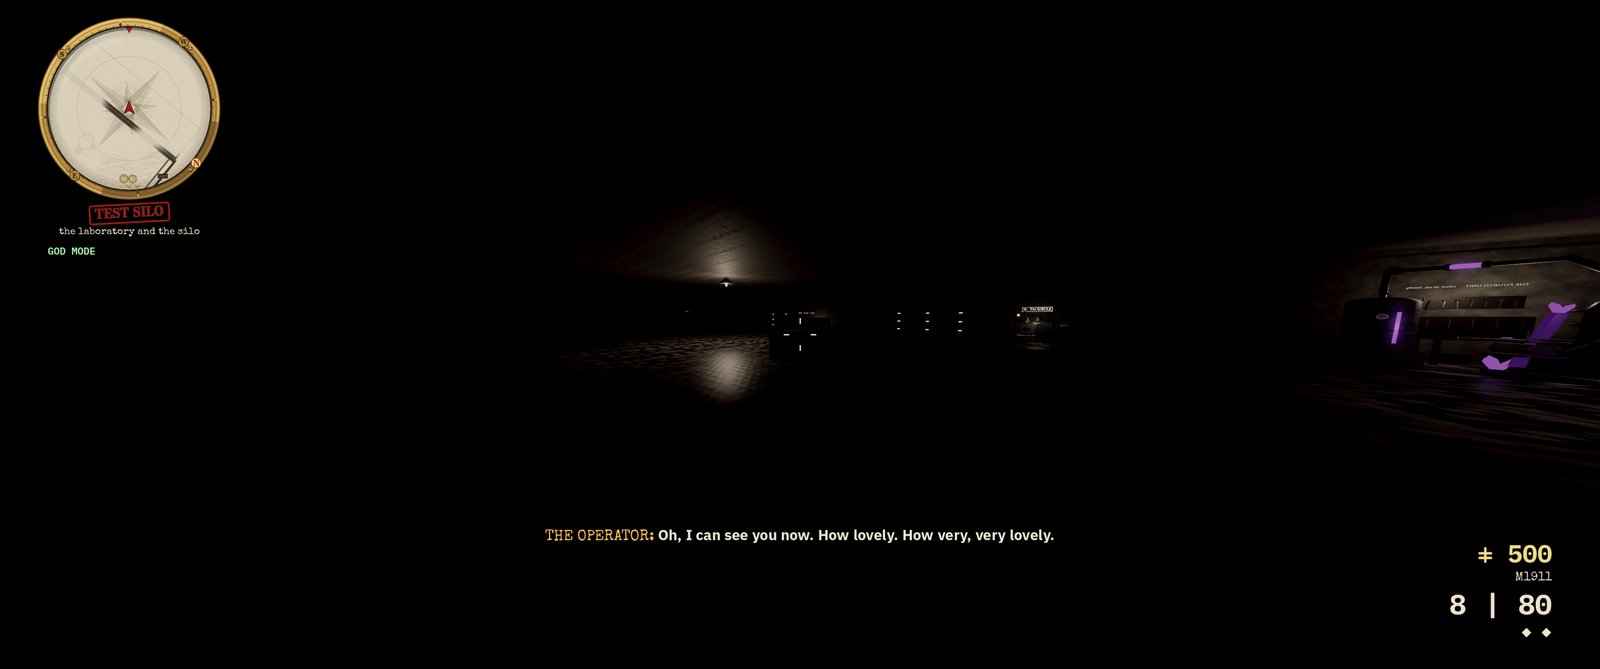 N
E
TEST SILO
the laboratory and the silo
GOD MODE
THE OPERATOR: Oh, I can see you now. How lovely. How very, very lovely.
500
M1911
8 | 80